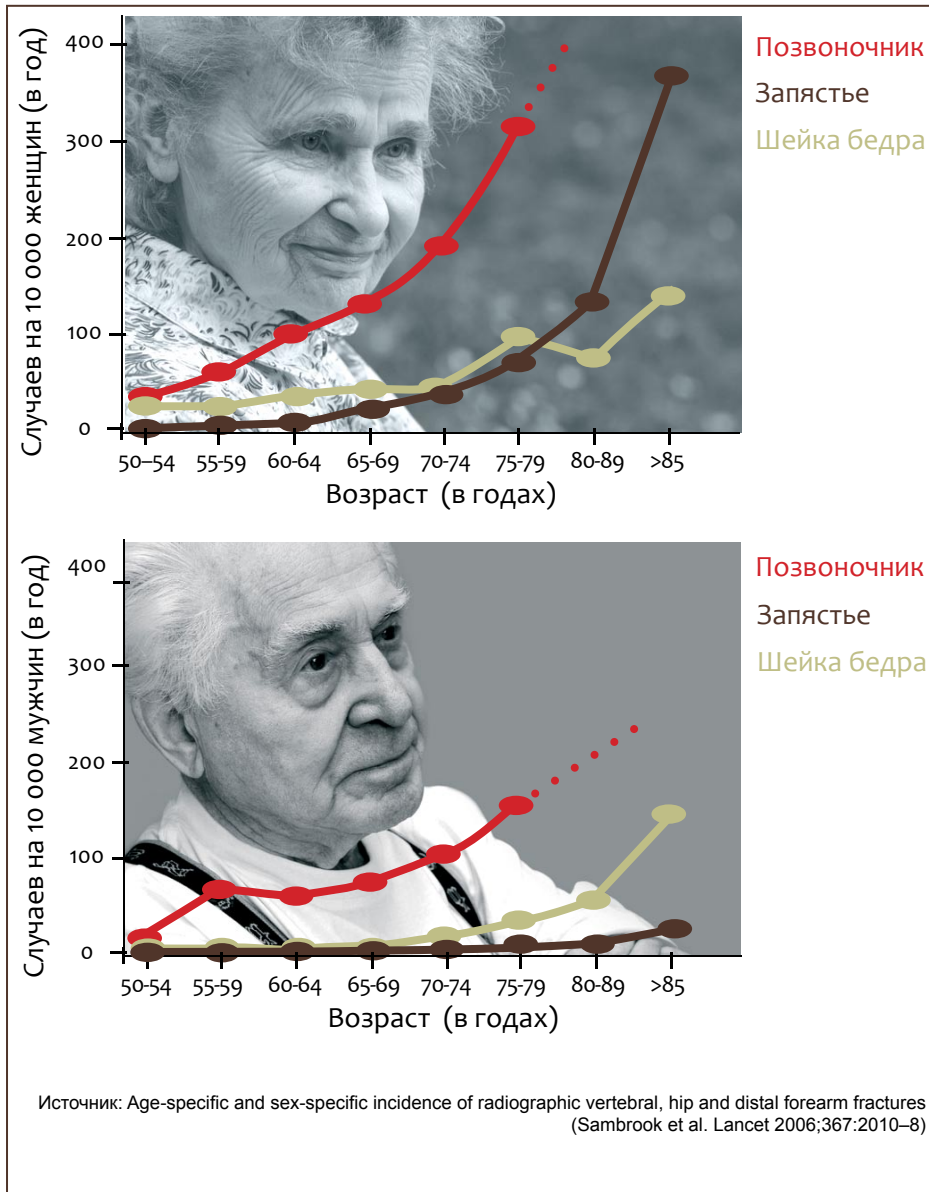 Случаев на 10 000 женщин (в год)
400
300
200
100
0
50–54 55-59 60-64 65-69 70-74 75-79 80-89 >85
Возраст (в годах)
Позвоночник
Запястье
Шейка бедра
Случаев на 10 000 мужчин (в год)
400
300
200
100
0
50-54 55-59 60-64 65-69 70-74 75-79 80-89 >85
Возраст (в годах)
Позвоночник
Запястье
Шейка бедра
Источник: Age-specific and sex-specific incidence of radiographic vertebral, hip and distal forearm fractures
(Sambrook et al. Lancet 2006;367:2010–8)